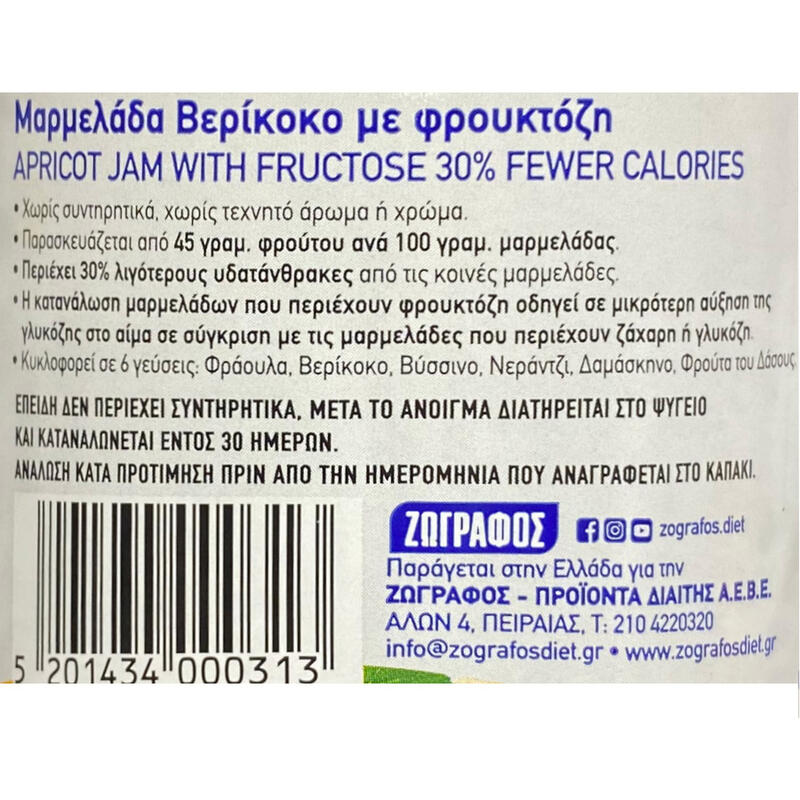 Μαρμελάδα Βερίκοκο με φρουκτόζη
APRICOT JAM WITH FRUCTOSE 30% FEWER CALORIES
•Χωρίς συντηρητικά, χωρίς τεχνητό άρωμα ή χρώμα.
•Παρασκευάζεται από 45 γραμ. φρούτου ανά 100 γραμ. μαρμελάδας.
•Περιέχει 30% λιγότερους υδατάνθρακες από τις κοινές μαρμελάδες.
•Η κατανάλωση μαρμελάδων που περιέχουν φρουκτόζη οδηγεί σε μικρότερη αύξηση της
γλυκόζης στο αίμα σε σύγκριση με τις μαρμελάδες που περιέχουν ζάχαρη ή γλυκόζη.
•Κυκλοφορεί σε 6 γεύσεις: Φράουλα, Βερίκοκο, Βύσσινο, Νεράντζι, Δαμάσκηνο, Φρούτα του Δάσους.
ΕΠΕΙΔΗ ΔΕΝ ΠΕΡΙΕΧΕΙ ΣΥΝΤΗΡΗΤΙΚΑ, ΜΕΤΑ ΤΟ ΑΝΟΙΓΜΑ ΔΙΑΤΗΡΕΙΤΑΙ ΣΤΟ ΨΥΓΕΙΟ
ΚΑΙ ΚΑΤΑΝΑΛΩΝΕΤΑΙ ΕΝΤΟΣ 30 ΗΜΕΡΩΝ.
ΑΝΑΛΩΣΗ ΚΑΤΑ ΠΡΟΤΙΜΗΣΗ ΠΡΙΝ ΑΠΟ ΤΗΝ ΗΜΕΡΟΜΗΝΙΑ ΠΟΥ ΑΝΑΓΡΑΦΕΤΑΙ ΣΤΟ ΚΑΠΑΚΙ.
ΖΩΓΡΑΦΟΣ zografos.diet
Παράγεται στην Ελλάδα για την
ΖΩΓΡΑΦΟΣ - ΠΡΟΪΟΝΤΑ ΔΙΑΙΤΗΣ Α.Ε.Β.Ε.
ΑΛΩΝ 4, ΠΕΙΡΑΙΑΣ, Τ: 210 4220320
info@zografosdiet.gr • www.zografosdiet.gr
5 201434 000313